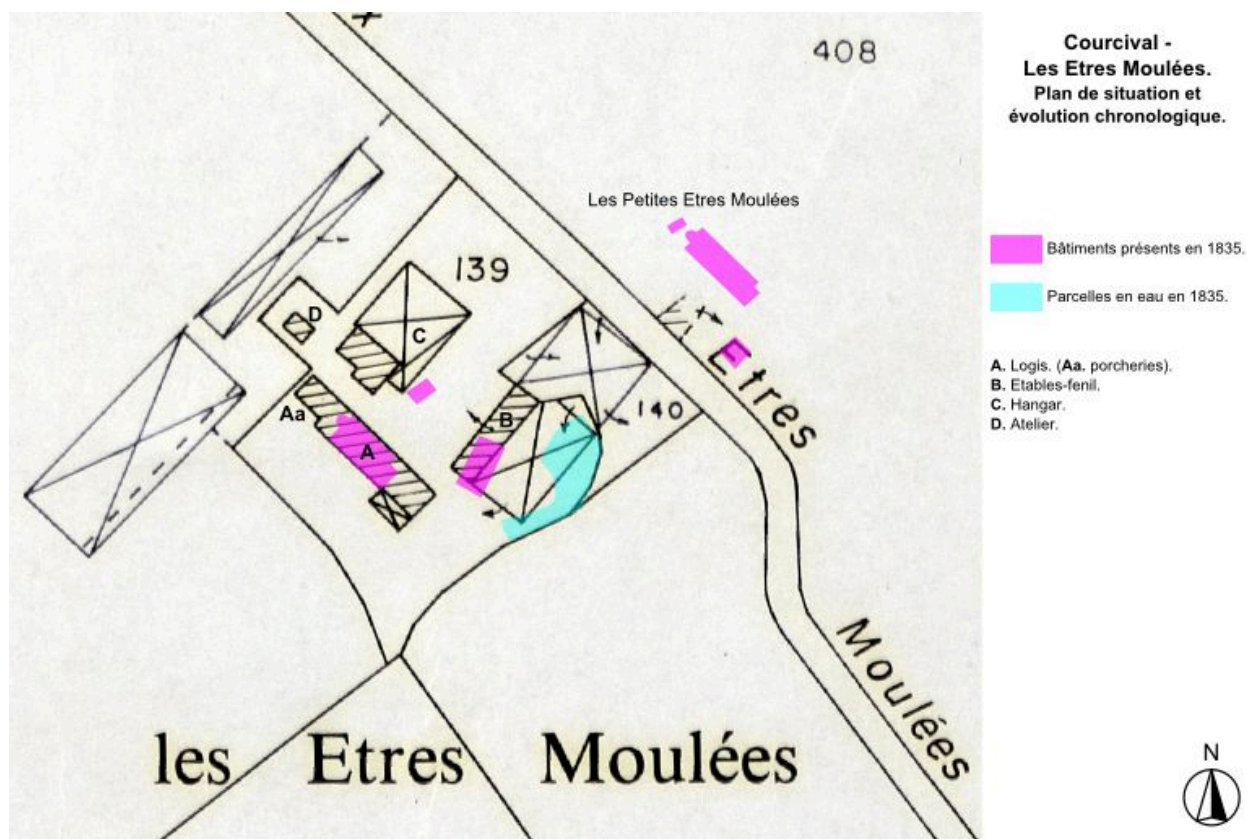 408
Les Petites Etres Moulées
139
D
C
Etres
140
Aa
B
A
Moulées
les Etres Moulées
Courcival -
Les Etres Moulées.
Plan de situation et
évolution chronologique.
Bâtiments présents en 1835.
Parcelles en eau en 1835.
A. Logis. (Aa. porcheries).
B. Etables-fenil.
C. Hangar.
D. Atelier.
N